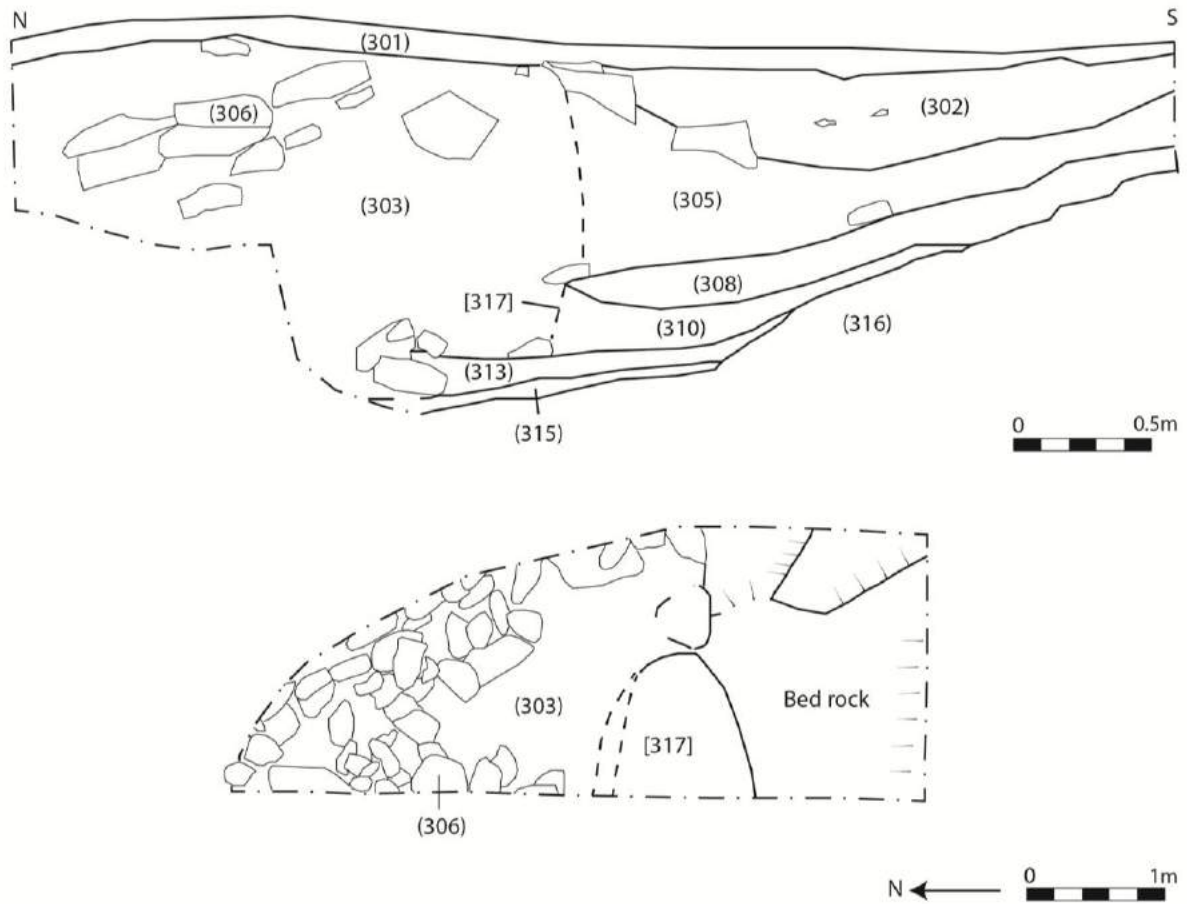 N S
(301)
(306)
(302)
(303)
(305)
(308)
[317]
(310)
(316)
(313)
(315)
0 0.5m
(303)
Bed rock
[317]
(306)
N
0 1m